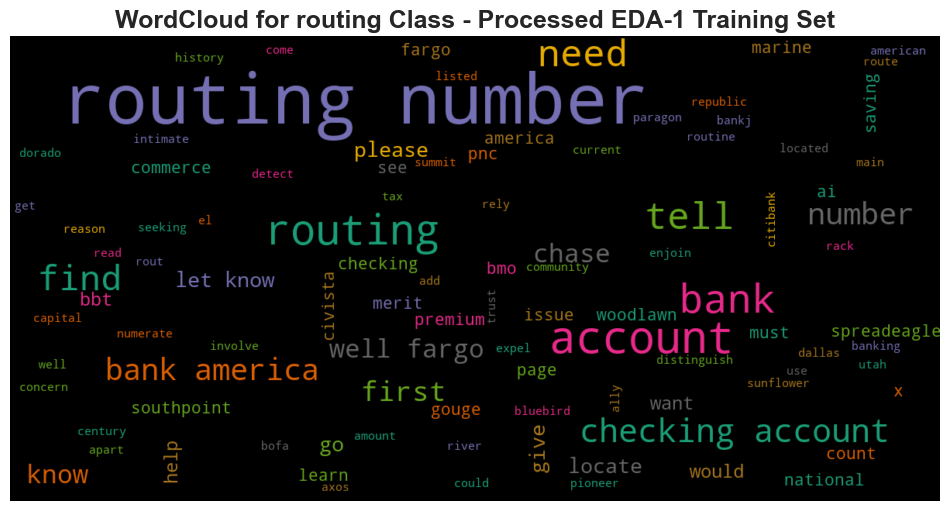 WordCloud for routing Class - Processed EDA-1 Training Set
history
come
fargo
need
marine
american
route
listed
routing number
republic
saving
paragon
bankj
intimate
america
routine
dorado
please
pnc
current
located
commerce
summit
see
main
detect
get
tax
rely
ai
tell
number
citibank
reason
seeking
el
routing
read
rout
chase
enjoin
rack
find
let know
checking
bmo
community
add
bbt
civista
merit
trust
bank
capital
premium
issue
woodlawn
numerate
account
must
spreadeagle
involve
well fargo
expel
dallas
banking
well
bank america
page
distinguish
utah
concern
first
use
sunflower
ally
x
southpoint
gouge
bluebird
want
century
amount
checking account
apart
bofa
go
river
give
count
know
help
learn
locate
would
national
axos
could
pioneer